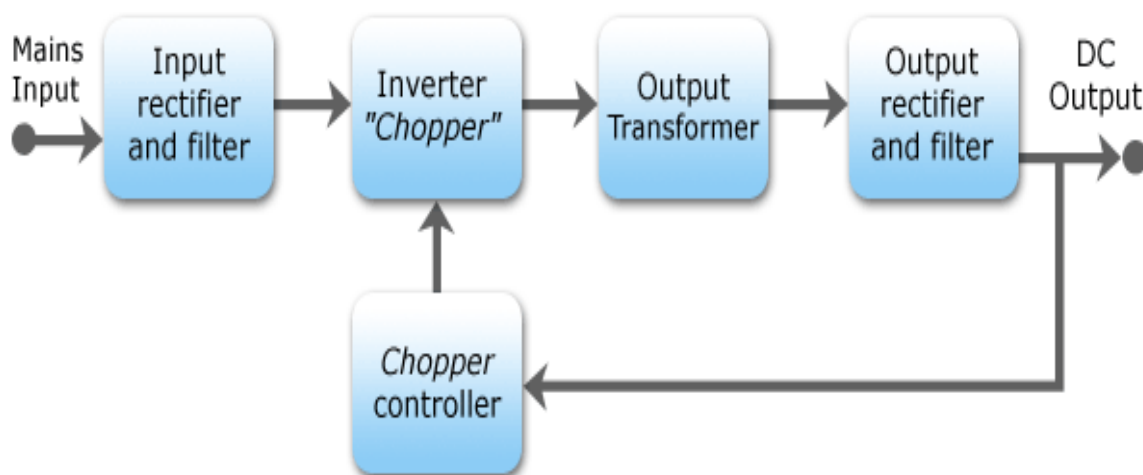 Mains
Input
Input
rectifier
and filter
Inverter
"Chopper"
Output
Transformer
Output
rectifier
and filter
DC
Output
Chopper
controller